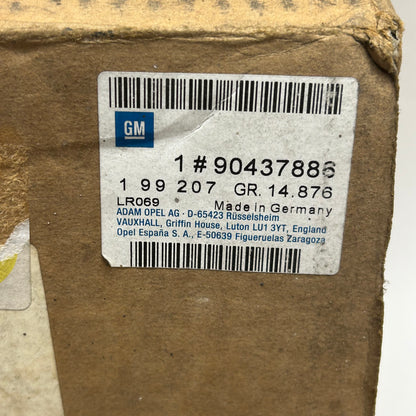 GM
1 # 90437886
1 99 207 GR. 14.876
LR069 Made in Germany
ADAM OPEL AG · D-65423 Rüsselsheim
VAUXHALL, Griffin House, Luton LU1 3YT, England
Opel España S. A., E-50639 Figueruelas Zaragoza